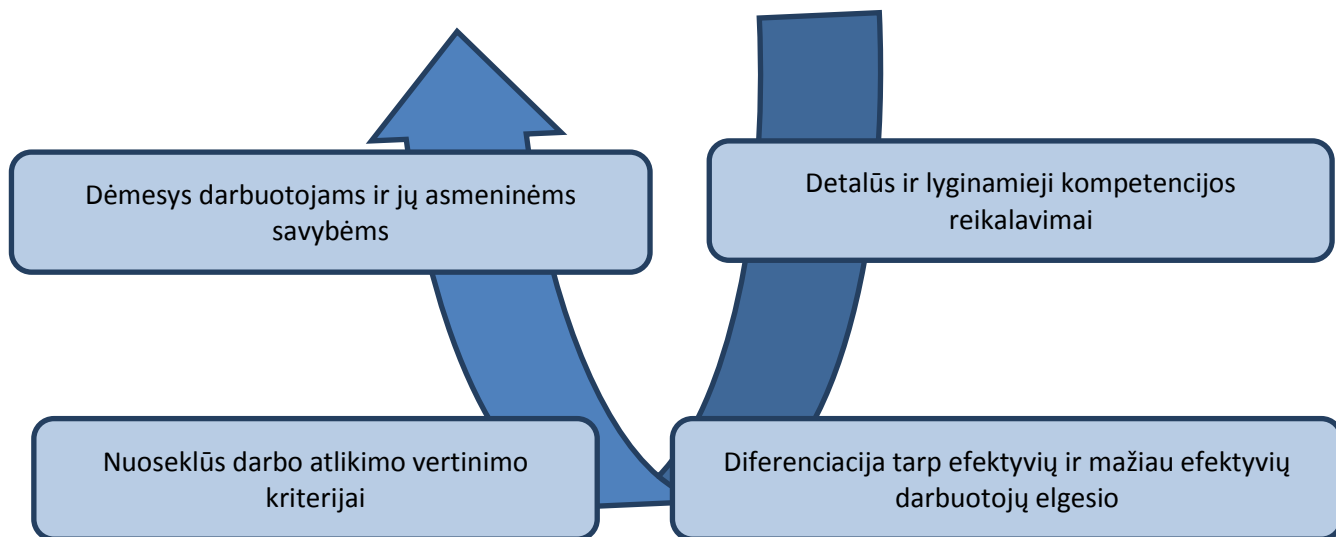 Dėmesys darbuotojams ir jų asmeninėms
savybėms
Detalūs ir lyginamieji kompetencijos
reikalavimai
Nuoseklūs darbo atlikimo vertinimo
kriterijai
Diferenciacija tarp efektyvių ir mažiau efektyvių
darbuotojų elgesio